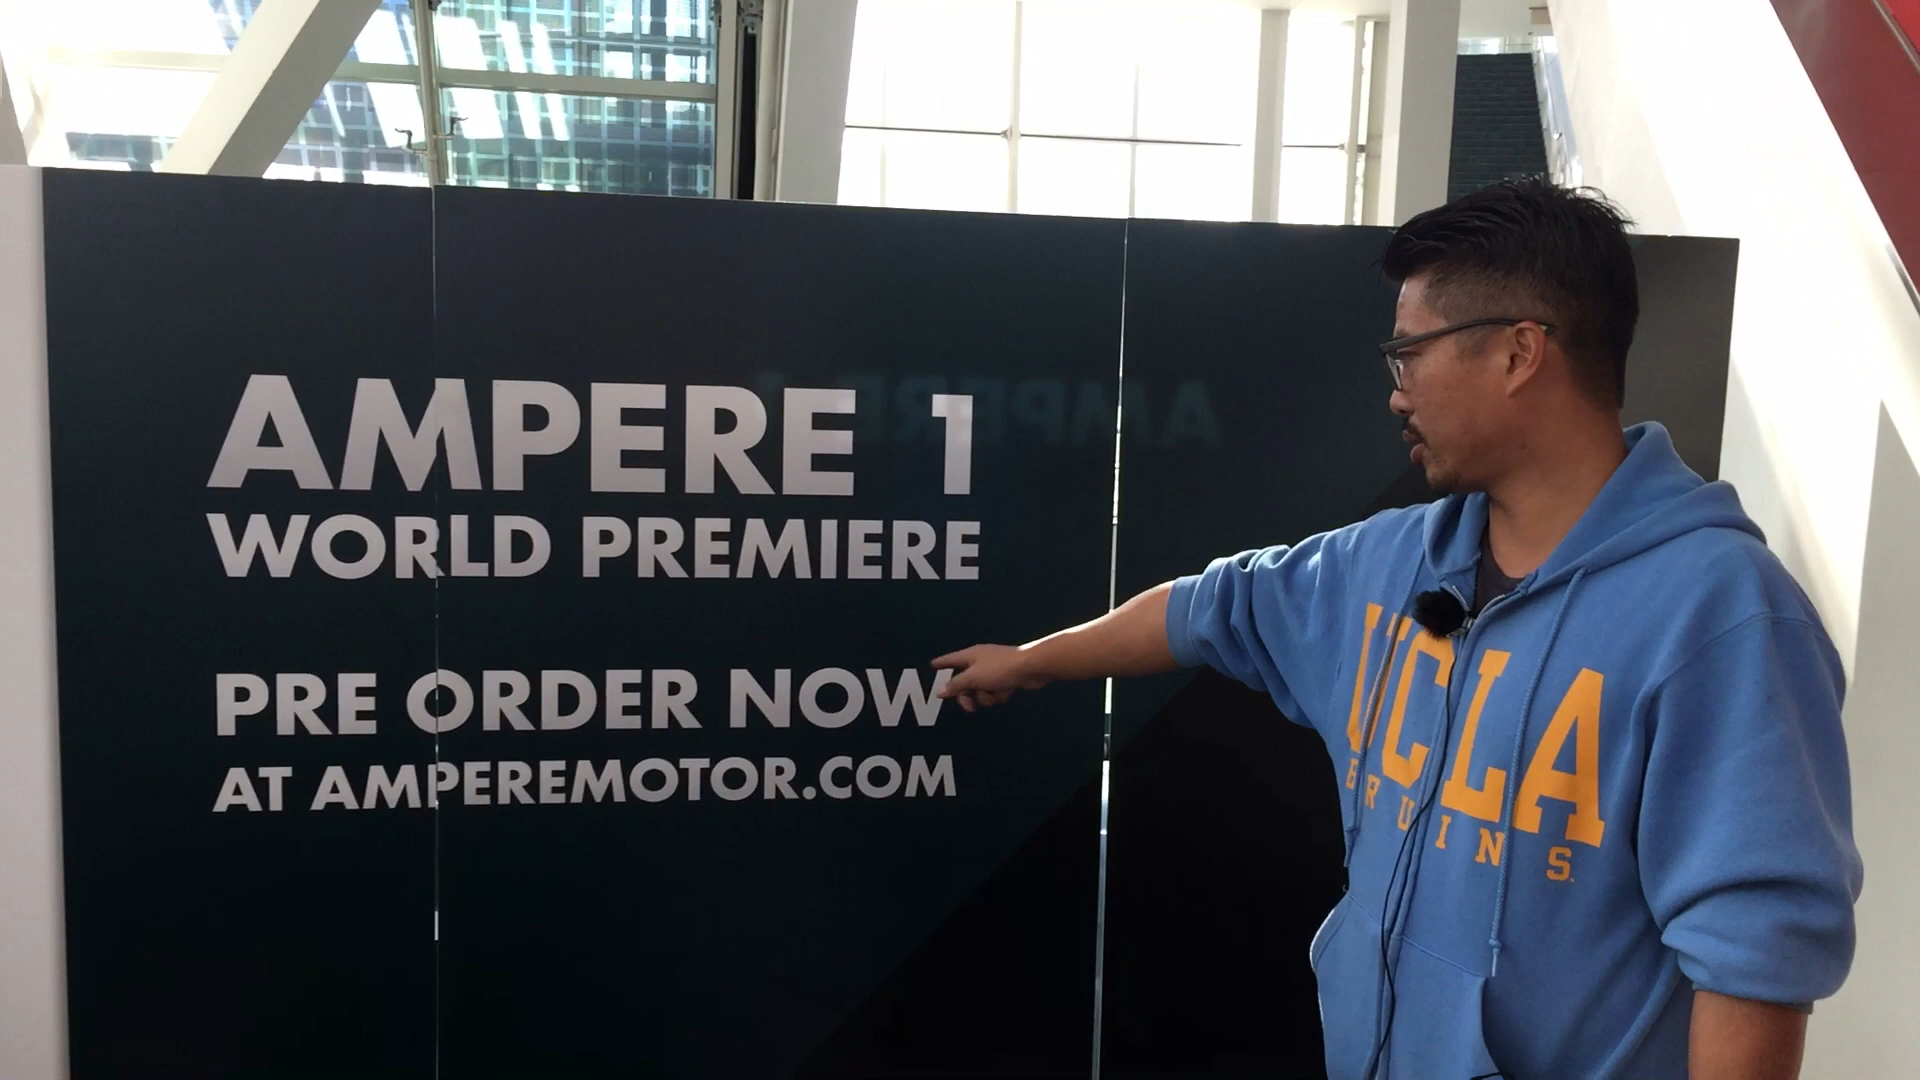 AMPERE 1
WORLD PREMIERE
PRE ORDER NOW
AT AMPEREMOTOR.COM
UCLA
BRUINS.